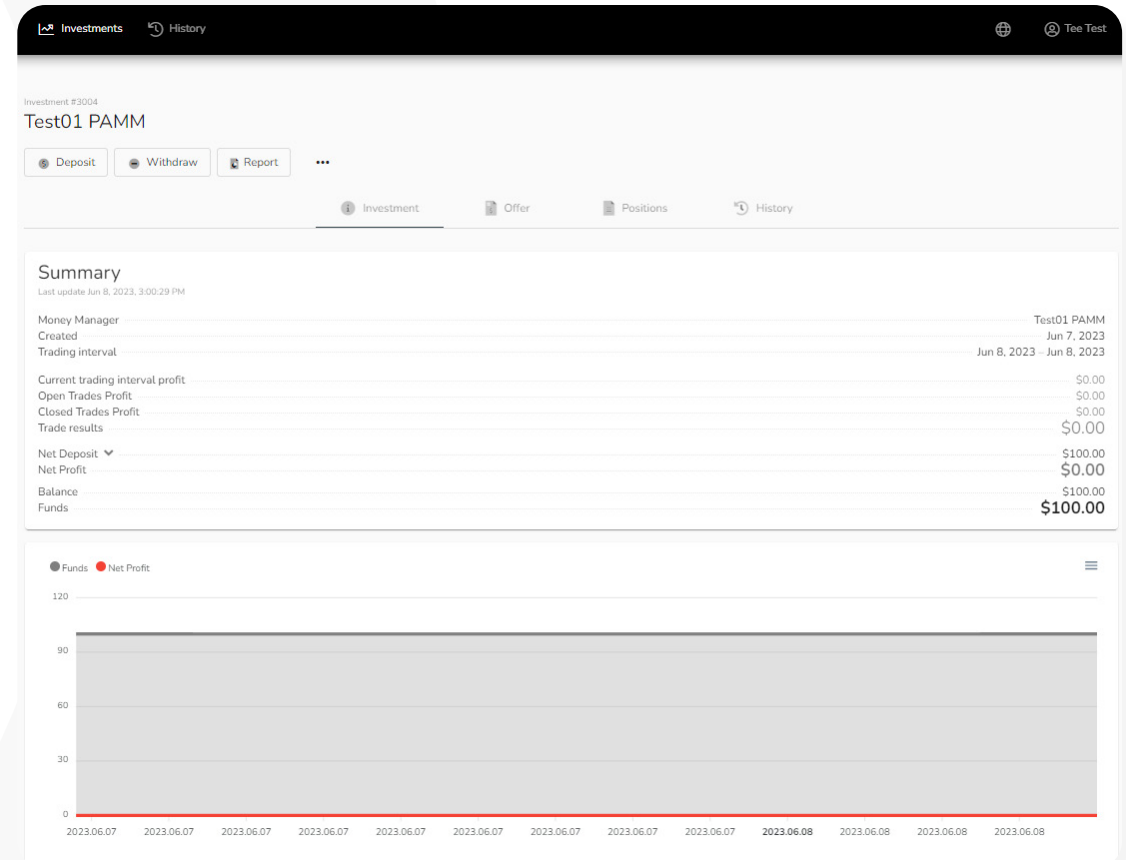 Investments History Tee Test
Investment #3004
Test01 PAMM
Deposit Withdraw Report •••
Investment Offer Positions History
Summary
Last update Jun 8, 2023, 3:00:29 PM
Money Manager Test01 PAMM
Created Jun 7, 2023
Trading interval Jun 8, 2023 – Jun 8, 2023
Current trading interval profit $0.00
Open Trades Profit $0.00
Closed Trades Profit $0.00
Trade results $0.00
Net Deposit $100.00
Net Profit $0.00
Balance $100.00
Funds $100.00
Funds Net Profit
120
90
60
30
0
2023.06.07 2023.06.07 2023.06.07 2023.06.07 2023.06.07 2023.06.07 2023.06.07 2023.06.07 2023.06.07 2023.06.08 2023.06.08 2023.06.08 2023.06.08